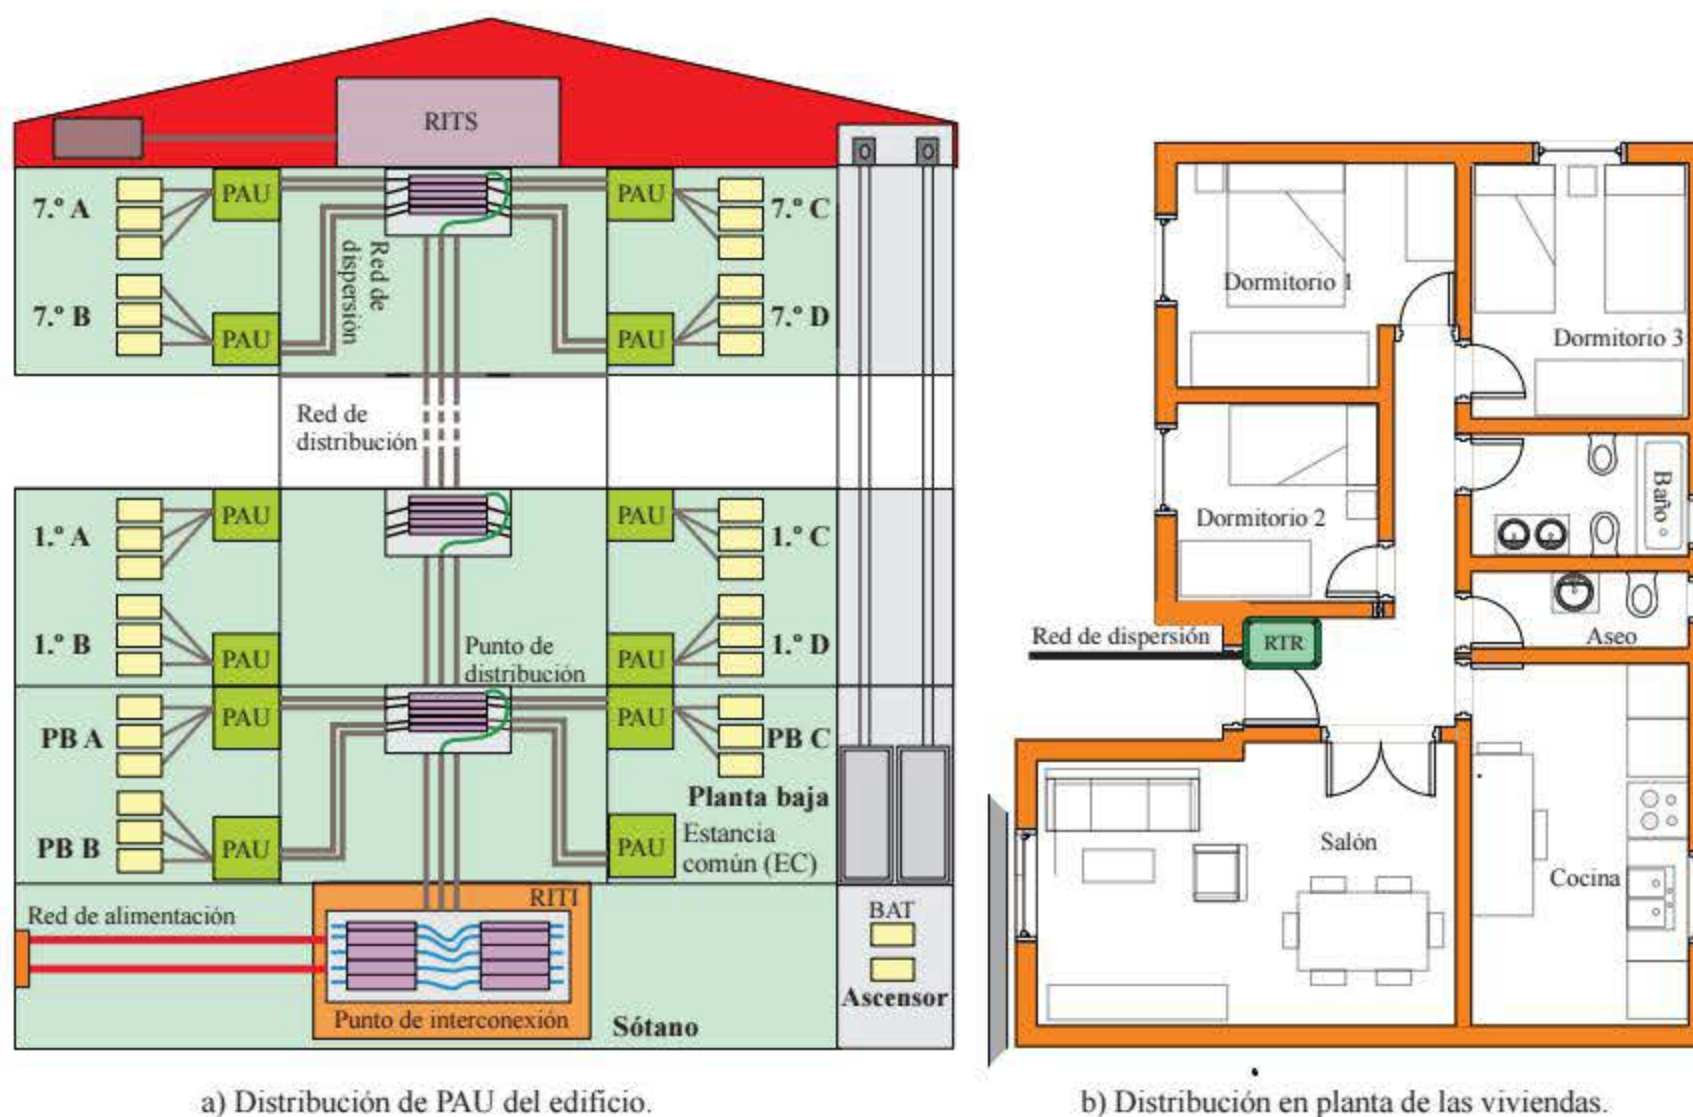 RITS
7.º A
PAU
PAU
7.º C
Red de
dispersión
7.º B
PAU
PAU
7.º D
Red de
distribución
1.º A
PAU
PAU
1.º C
1.º B
PAU
Punto de
distribución
PAU
1.º D
PB A
PAU
PAU
PB C
Planta baja
PB B
PAU
PAU
Estancia
común (EC)
RITI
Red de alimentación
BAT
Ascensor
Punto de interconexión
Sótano
a) Distribución de PAU del edificio.
Dormitorio 1
Dormitorio 3
Dormitorio 2
Baño
Red de dispersión
RTR
Aseo
Salón
Cocina
b) Distribución en planta de las viviendas.